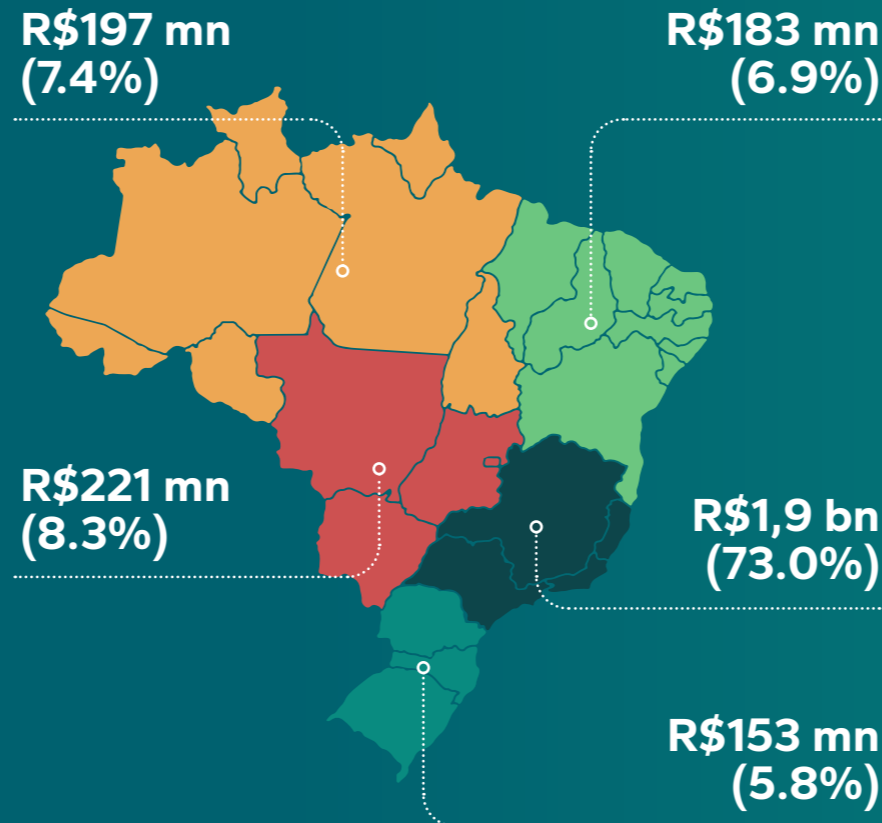 R$197 mn
(7.4%)
R$183 mn
(6.9%)
R$221 mn
(8.3%)
R$1,9 bn
(73.0%)
R$153 mn
(5.8%)